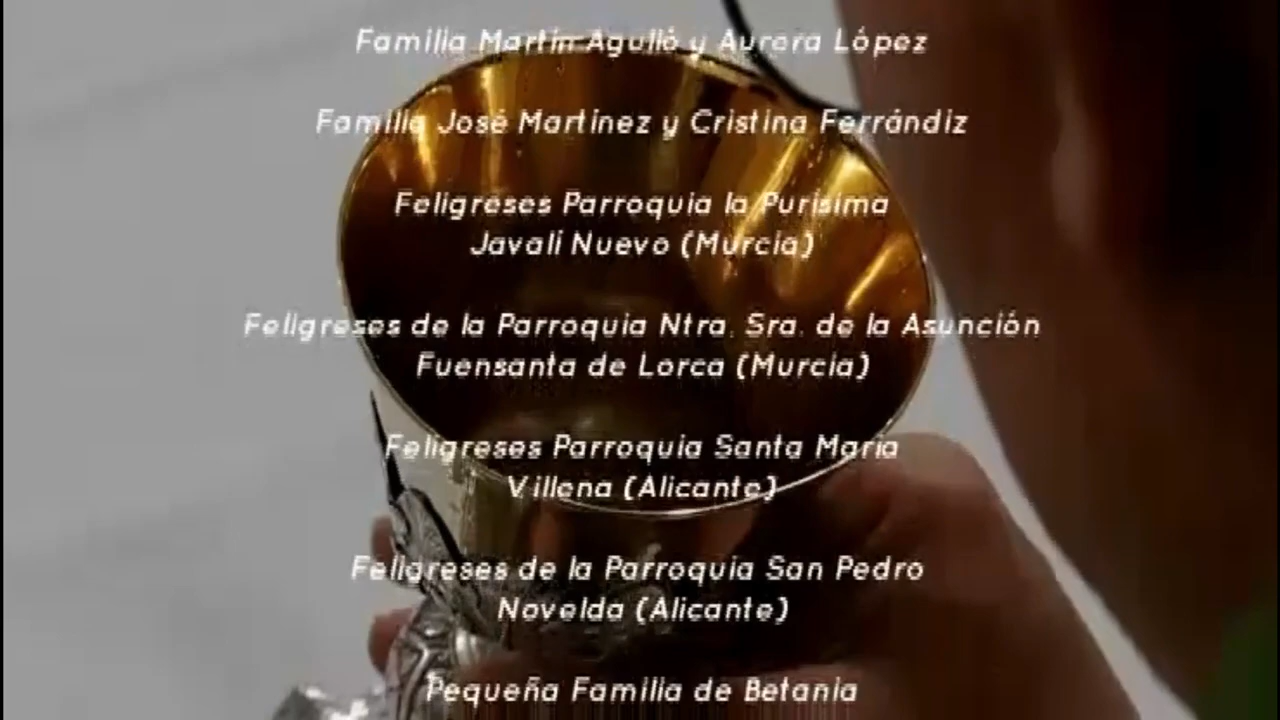 Familia Martín Agulló y Aurora López
Familia José Martinez y Cristina Ferrándiz
Feligreses Parroquia la Purísima
Javalí Nuevo (Murcia)
Feligreses de la Parroquia Ntra. Sra. de la Asunción
Fuensanta de Lorca (Murcia)
Feligreses Parroquia Santa María
Villena (Alicante)
Feligreses de la Parroquia San Pedro
Novelda (Alicante)
Pequeña Familia de Betania